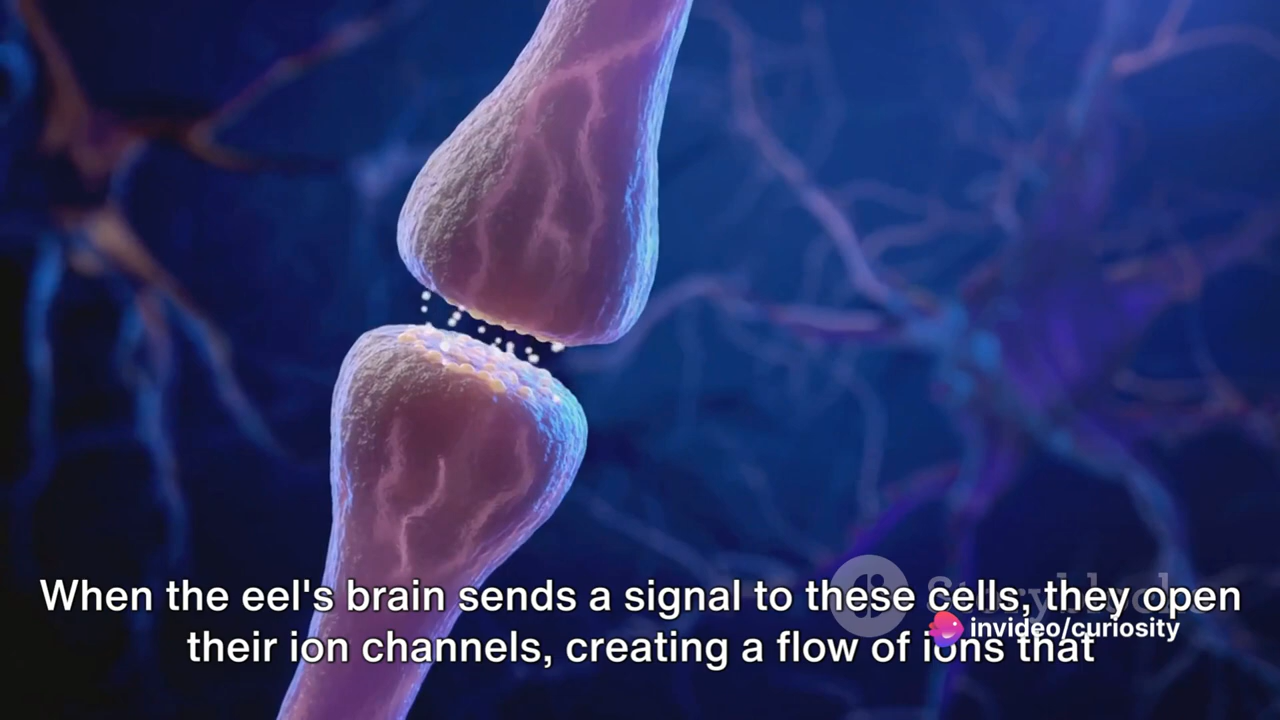 When the eel's brain sends a signal to these cells, they open
invideo/curiosity
their ion channels, creating a flow of ions that